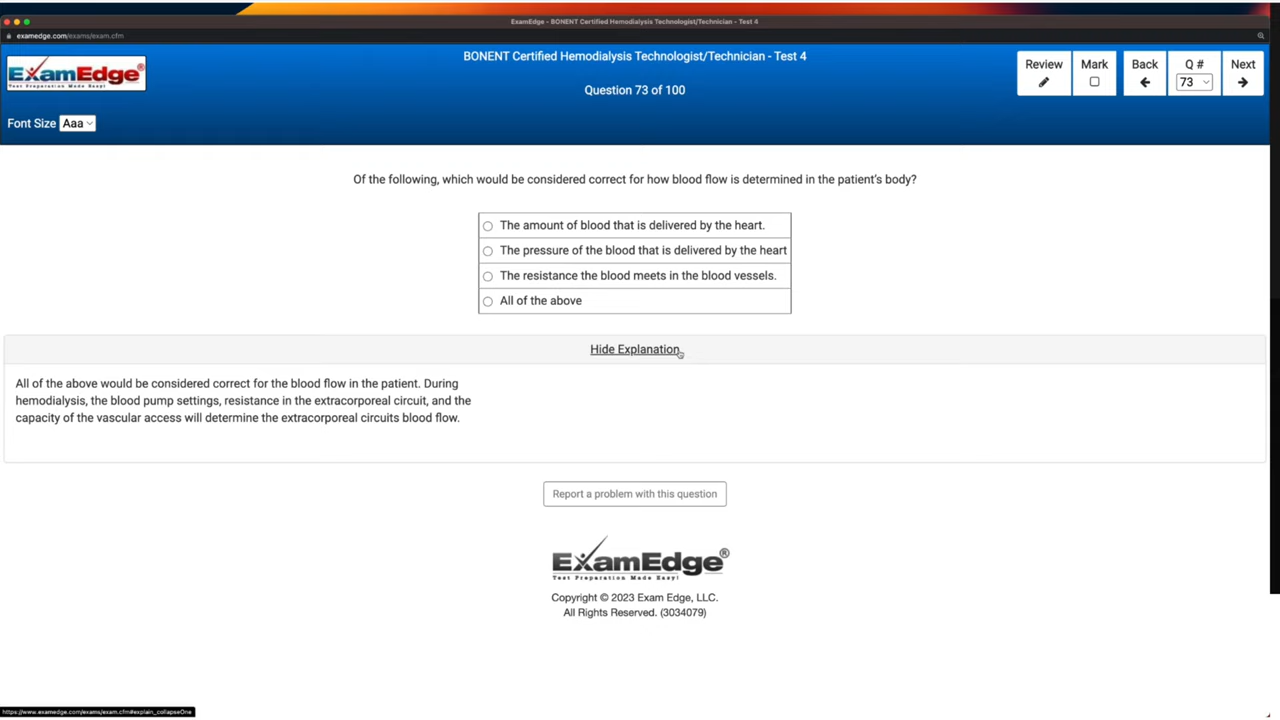 ExamEdge - BONENT Certified Hemodialysis Technologist/Technician - Test 4
examedge.com/exams/exam.cfm
ExamEdge®
Test Preparation Made Easy!
BONENT Certified Hemodialysis Technologist/Technician - Test 4
Question 73 of 100
Review
Mark
Back
Q #
73
Next
Font Size Aaa
Of the following, which would be considered correct for how blood flow is determined in the patient's body?
The amount of blood that is delivered by the heart.
The pressure of the blood that is delivered by the heart
The resistance the blood meets in the blood vessels.
All of the above
Hide Explanation
All of the above would be considered correct for the blood flow in the patient. During
hemodialysis, the blood pump settings, resistance in the extracorporeal circuit, and the
capacity of the vascular access will determine the extracorporeal circuits blood flow.
Report a problem with this question
ExamEdge®
Test Preparation Made Easy!
Copyright © 2023 Exam Edge, LLC.
All Rights Reserved. (3034079)
https://www.examedge.com/exams/exam.cfm#explain_collapseOne